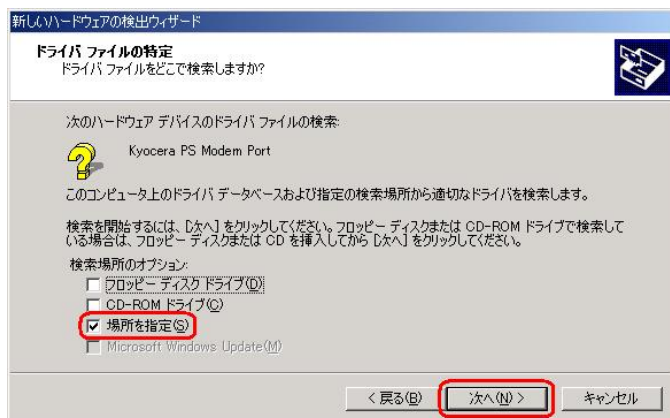 新しいハードウェアの検出ウィザード
ドライバ ファイルの特定
ドライバ ファイルをどこで検索しますか?
次のハードウェア デバイスのドライバ ファイルの検索:
Kyocera PS Modem Port
このコンピュータ上のドライバ データベースおよび指定の検索場所から適切なドライバを検索します。
検索を開始するには、[次へ] をクリックしてください。フロッピー ディスクまたは CD-ROM ドライブで検索して
いる場合は、フロッピー ディスクまたは CD を挿入してから [次へ] をクリックしてください。
検索場所のオプション:
フロッピー ディスク ドライブ(D)
CD-ROM ドライブ(C)
場所を指定(S)
Microsoft Windows Update(M)
< 戻る(B) 次へ(N) > キャンセル